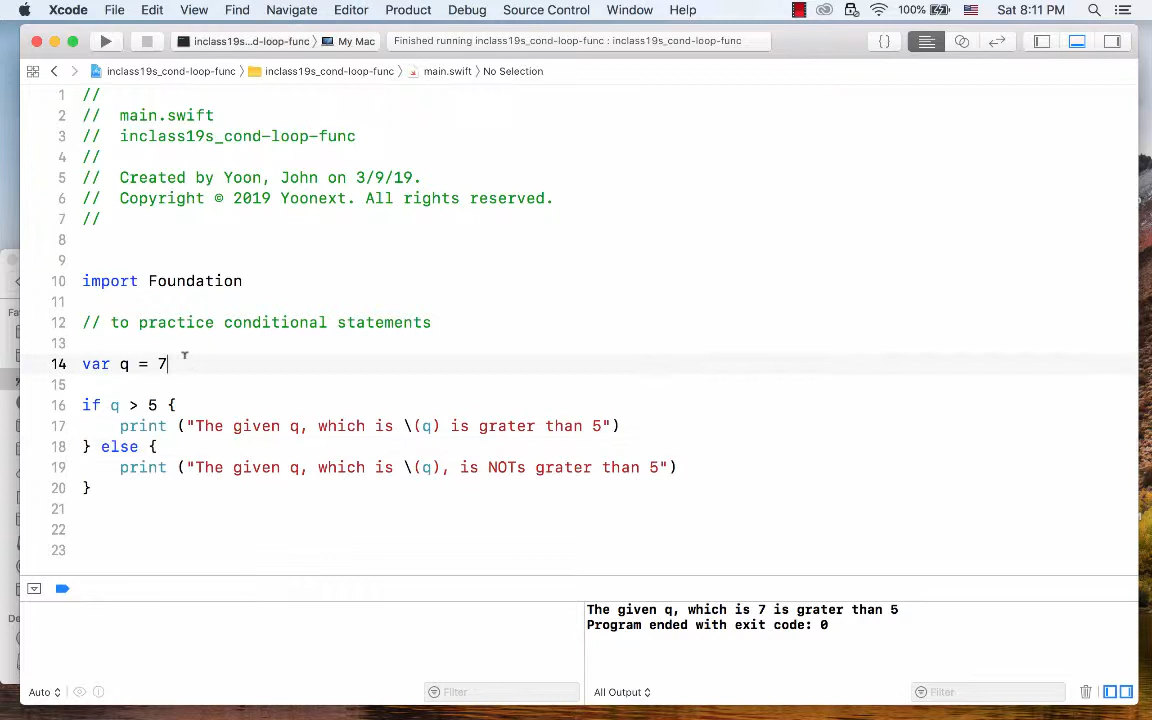 Xcode File Edit View Find Navigate Editor Product Debug Source Control Window Help 100% Sat 8:11 PM
inclass19s...d-loop-func My Mac Finished running inclass19s_cond-loop-func : inclass19s_cond-loop-func {}
inclass19s_cond-loop-func inclass19s_cond-loop-func main.swift No Selection
1 //
2 // main.swift
3 // inclass19s_cond-loop-func
4 //
5 // Created by Yoon, John on 3/9/19.
6 // Copyright © 2019 Yoonext. All rights reserved.
7 //
8
9
10 import Foundation
11
12 // to practice conditional statements
13
14 var q = 7
15
16 if q > 5 {
17 print ("The given q, which is \(q) is grater than 5")
18 } else {
19 print ("The given q, which is \(q), is NOTs grater than 5")
20 }
21
22
23
The given q, which is 7 is grater than 5
Program ended with exit code: 0
Auto Filter All Output Filter